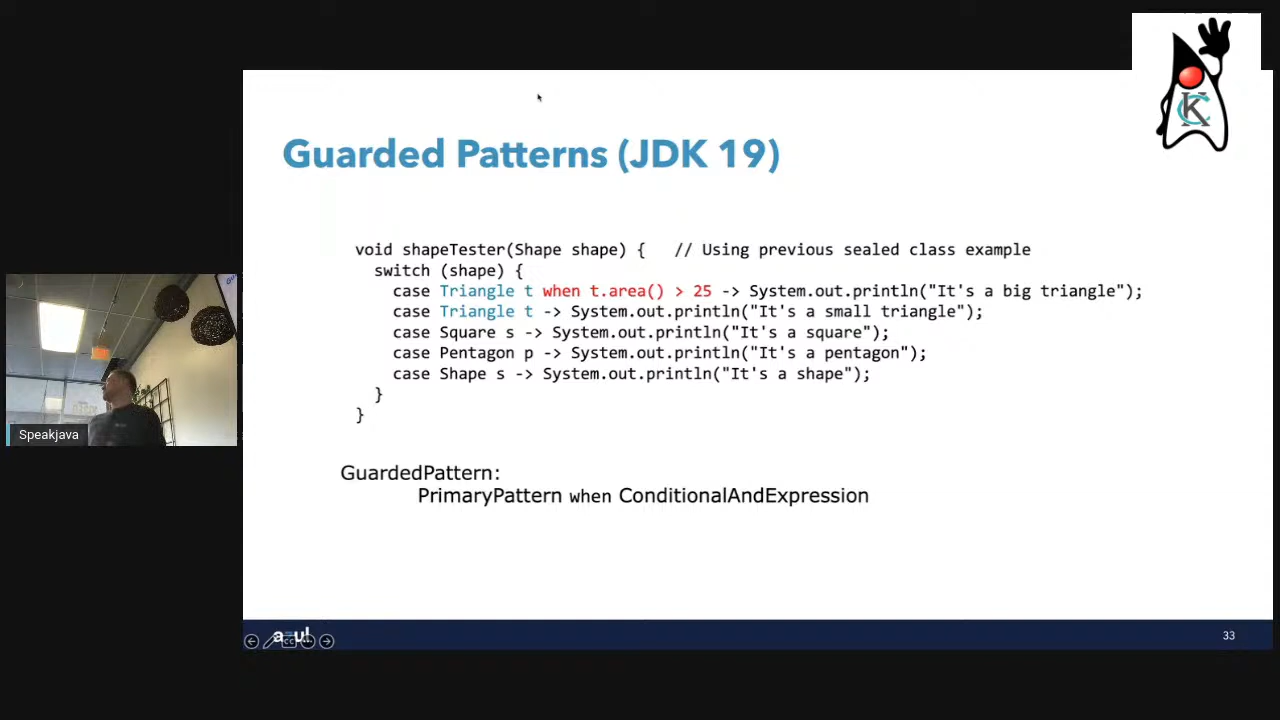 Guarded Patterns (JDK 19)
void shapeTester(Shape shape) {   // Using previous sealed class example
switch (shape) {
case Triangle t when t.area() > 25 -> System.out.println("It's a big triangle");
case Triangle t -> System.out.println("It's a small triangle");
case Square s -> System.out.println("It's a square");
case Pentagon p -> System.out.println("It's a pentagon");
case Shape s -> System.out.println("It's a shape");
}
}
Speakjava
GuardedPattern:
PrimaryPattern when ConditionalAndExpression
33